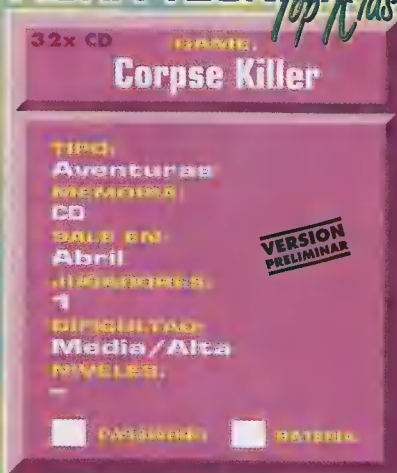 Top Kids
32x CD
GAME:
Corpse Killer
TIPO:
Aventuras
MEMORIA:
CD
SALE EN:
Abril
VERSION
PRELIMINAR
JUGADORES:
1
DIFICULTAD:
Media/Alta
NIVELES:
–
PASSWORD
BATERIA